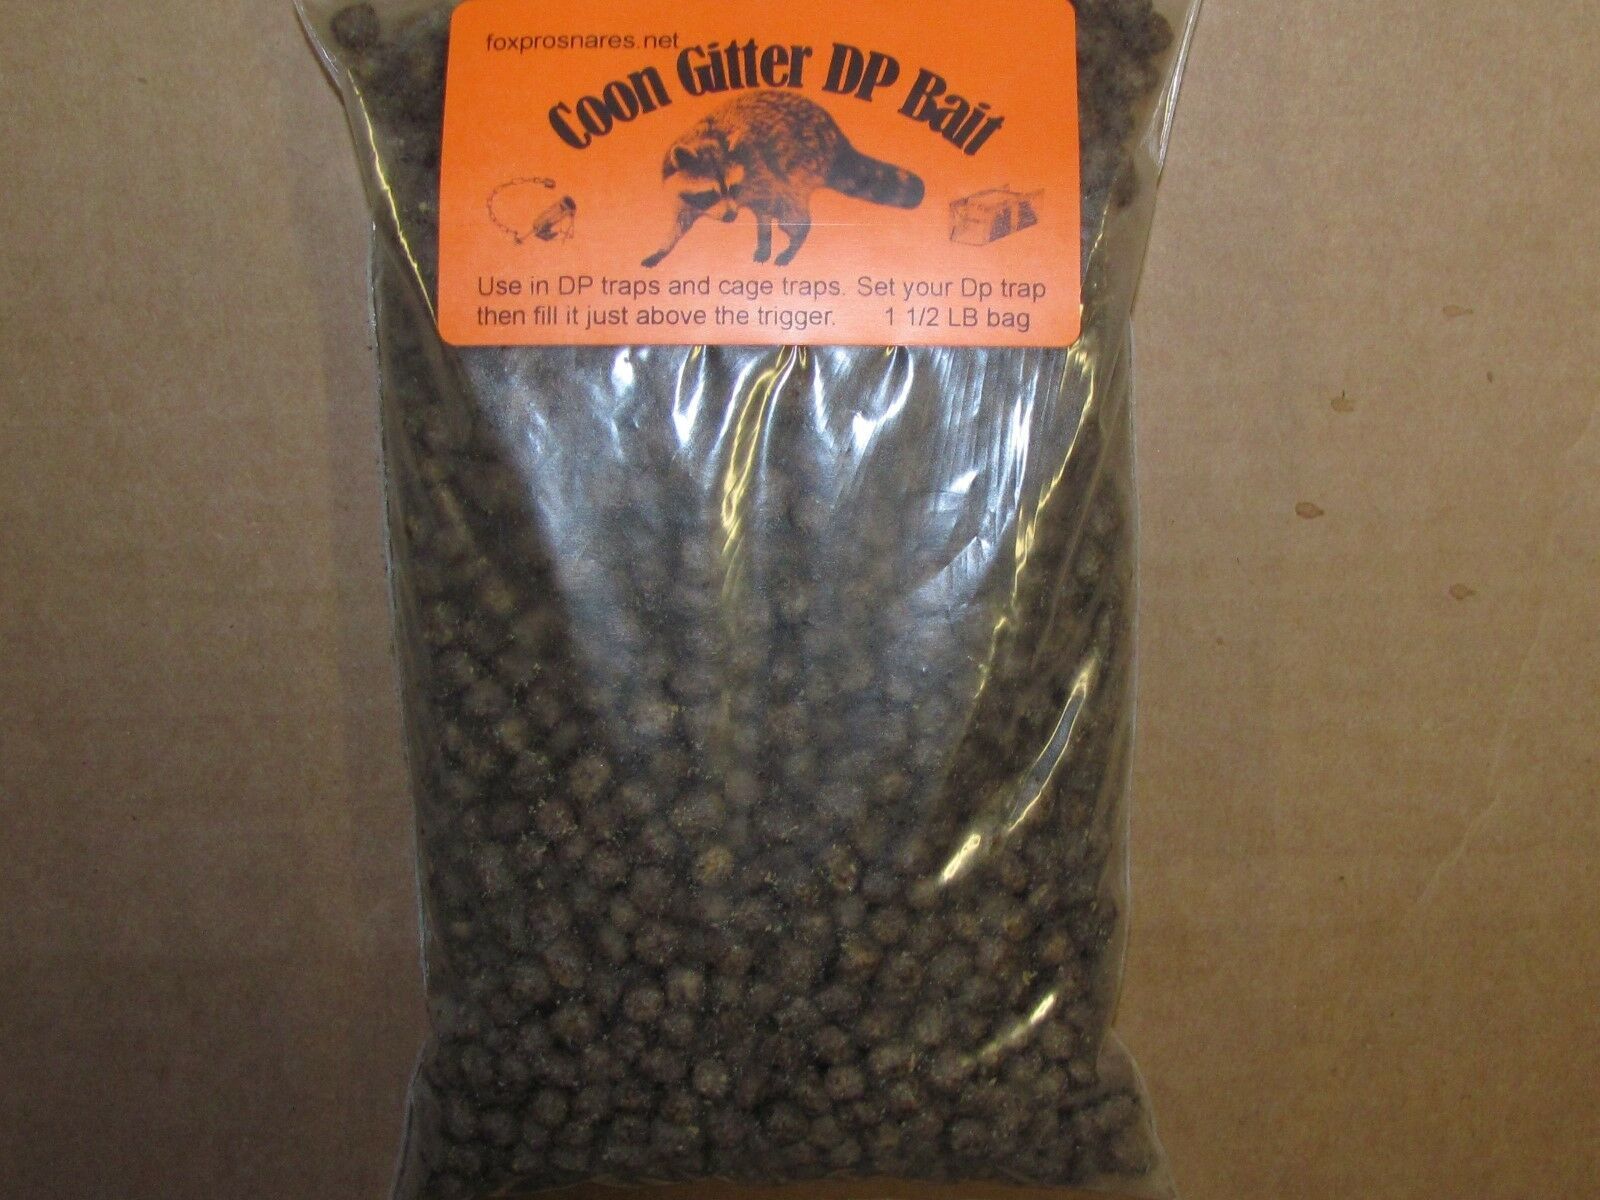 foxprosnares.net
Coon Gitter DP Bait
Use in DP traps and cage traps. Set your Dp trap
then fill it just above the trigger. 1 1/2 LB bag